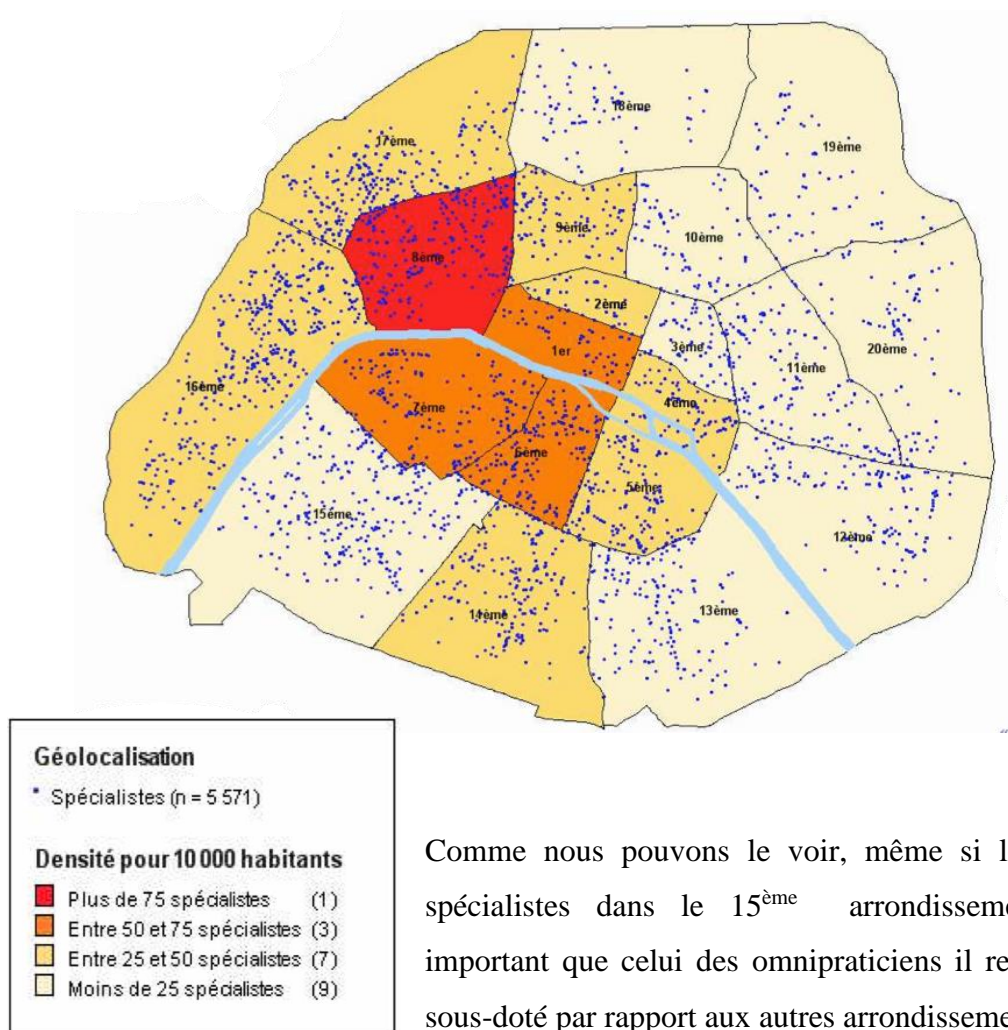 18ème
17ème
19ème
9ème
10ème
8ème
2ème
3ème
1er
20ème
11ème
16ème
4ème
7ème
6ème
5ème
15ème
12ème
13ème
14ème
Géolocalisation
Spécialistes (n = 5 571)
Densité pour 10 000 habitants
Plus de 75 spécialistes (1)
Entre 50 et 75 spécialistes (3)
Entre 25 et 50 spécialistes (7)
Moins de 25 spécialistes (9)
Comme nous pouvons le voir, même si l
spécialistes dans le 15ème arrondisseme
important que celui des omnipraticiens il re
sous-doté par rapport aux autres arrondisseme